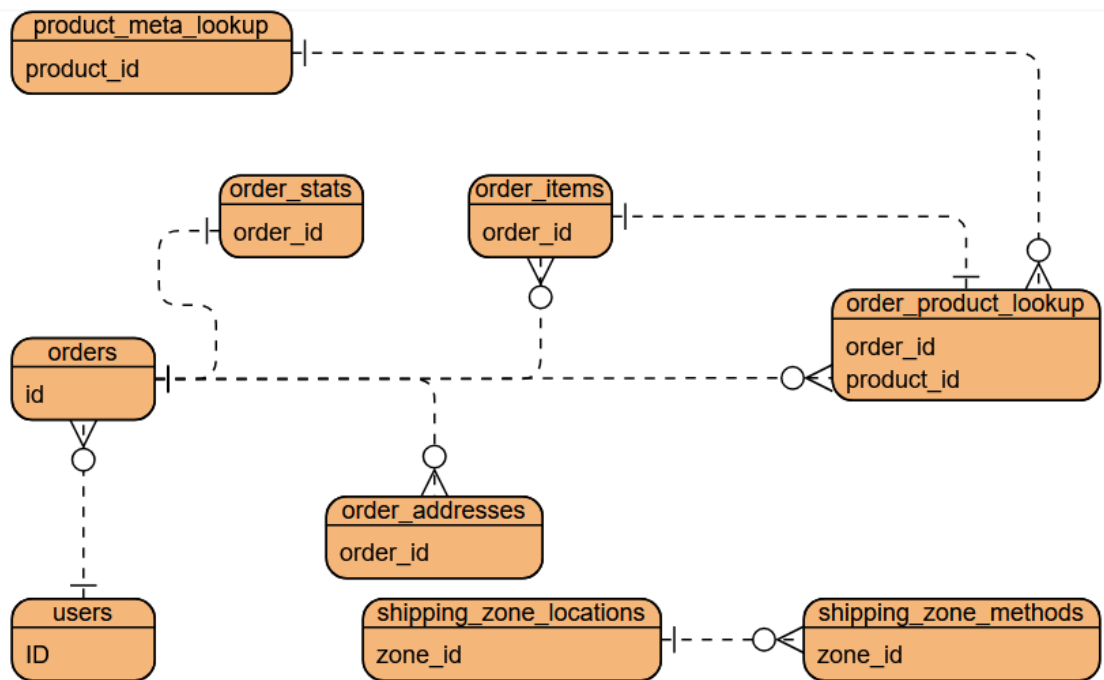 product_meta_lookup
product_id
order_stats
order_id
order_items
order_id
order_product_lookup
order_id
product_id
orders
id
order_addresses
order_id
users
ID
shipping_zone_locations
zone_id
shipping_zone_methods
zone_id